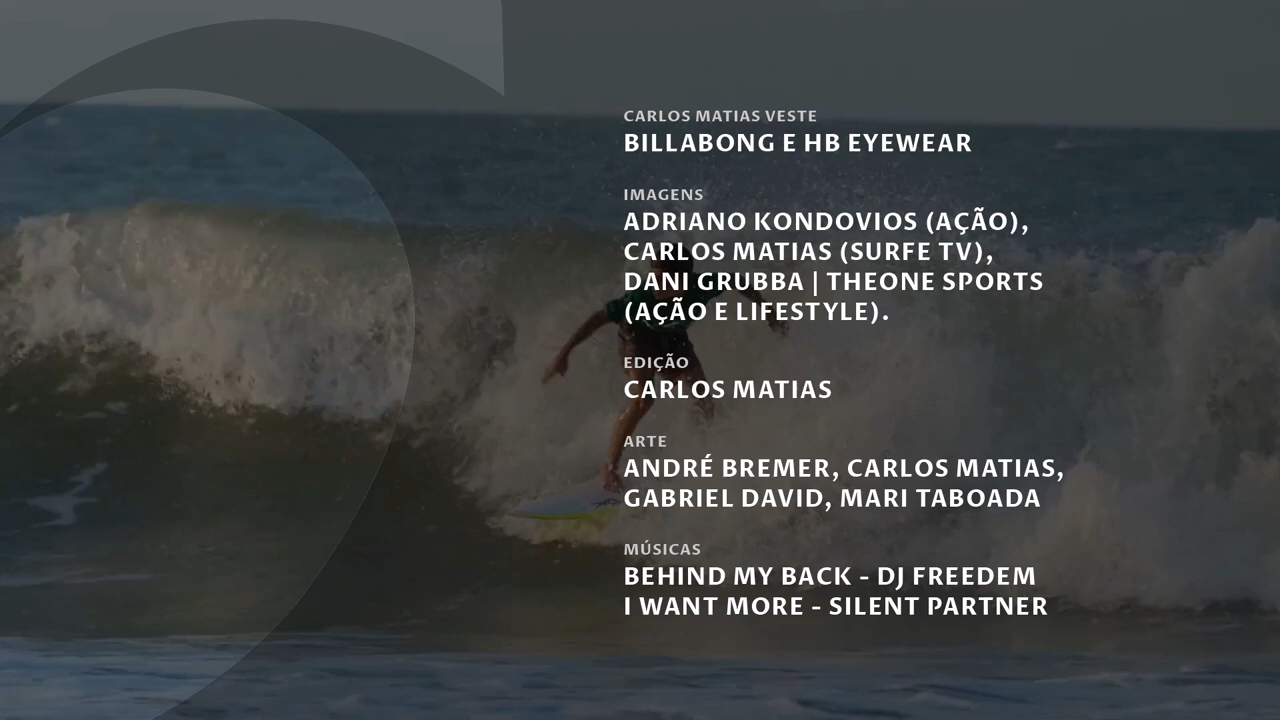 CARLOS MATIAS VESTE
BILLABONG E HB EYEWEAR
IMAGENS
ADRIANO KONDOVIOS (AÇÃO),
CARLOS MATIAS (SURFE TV),
DANI GRUBBA | THEONE SPORTS
(AÇÃO E LIFESTYLE).
EDIÇÃO
CARLOS MATIAS
ARTE
ANDRÉ BREMER, CARLOS MATIAS,
GABRIEL DAVID, MARI TABOADA
MÚSICAS
BEHIND MY BACK - DJ FREEDEM
I WANT MORE - SILENT PARTNER